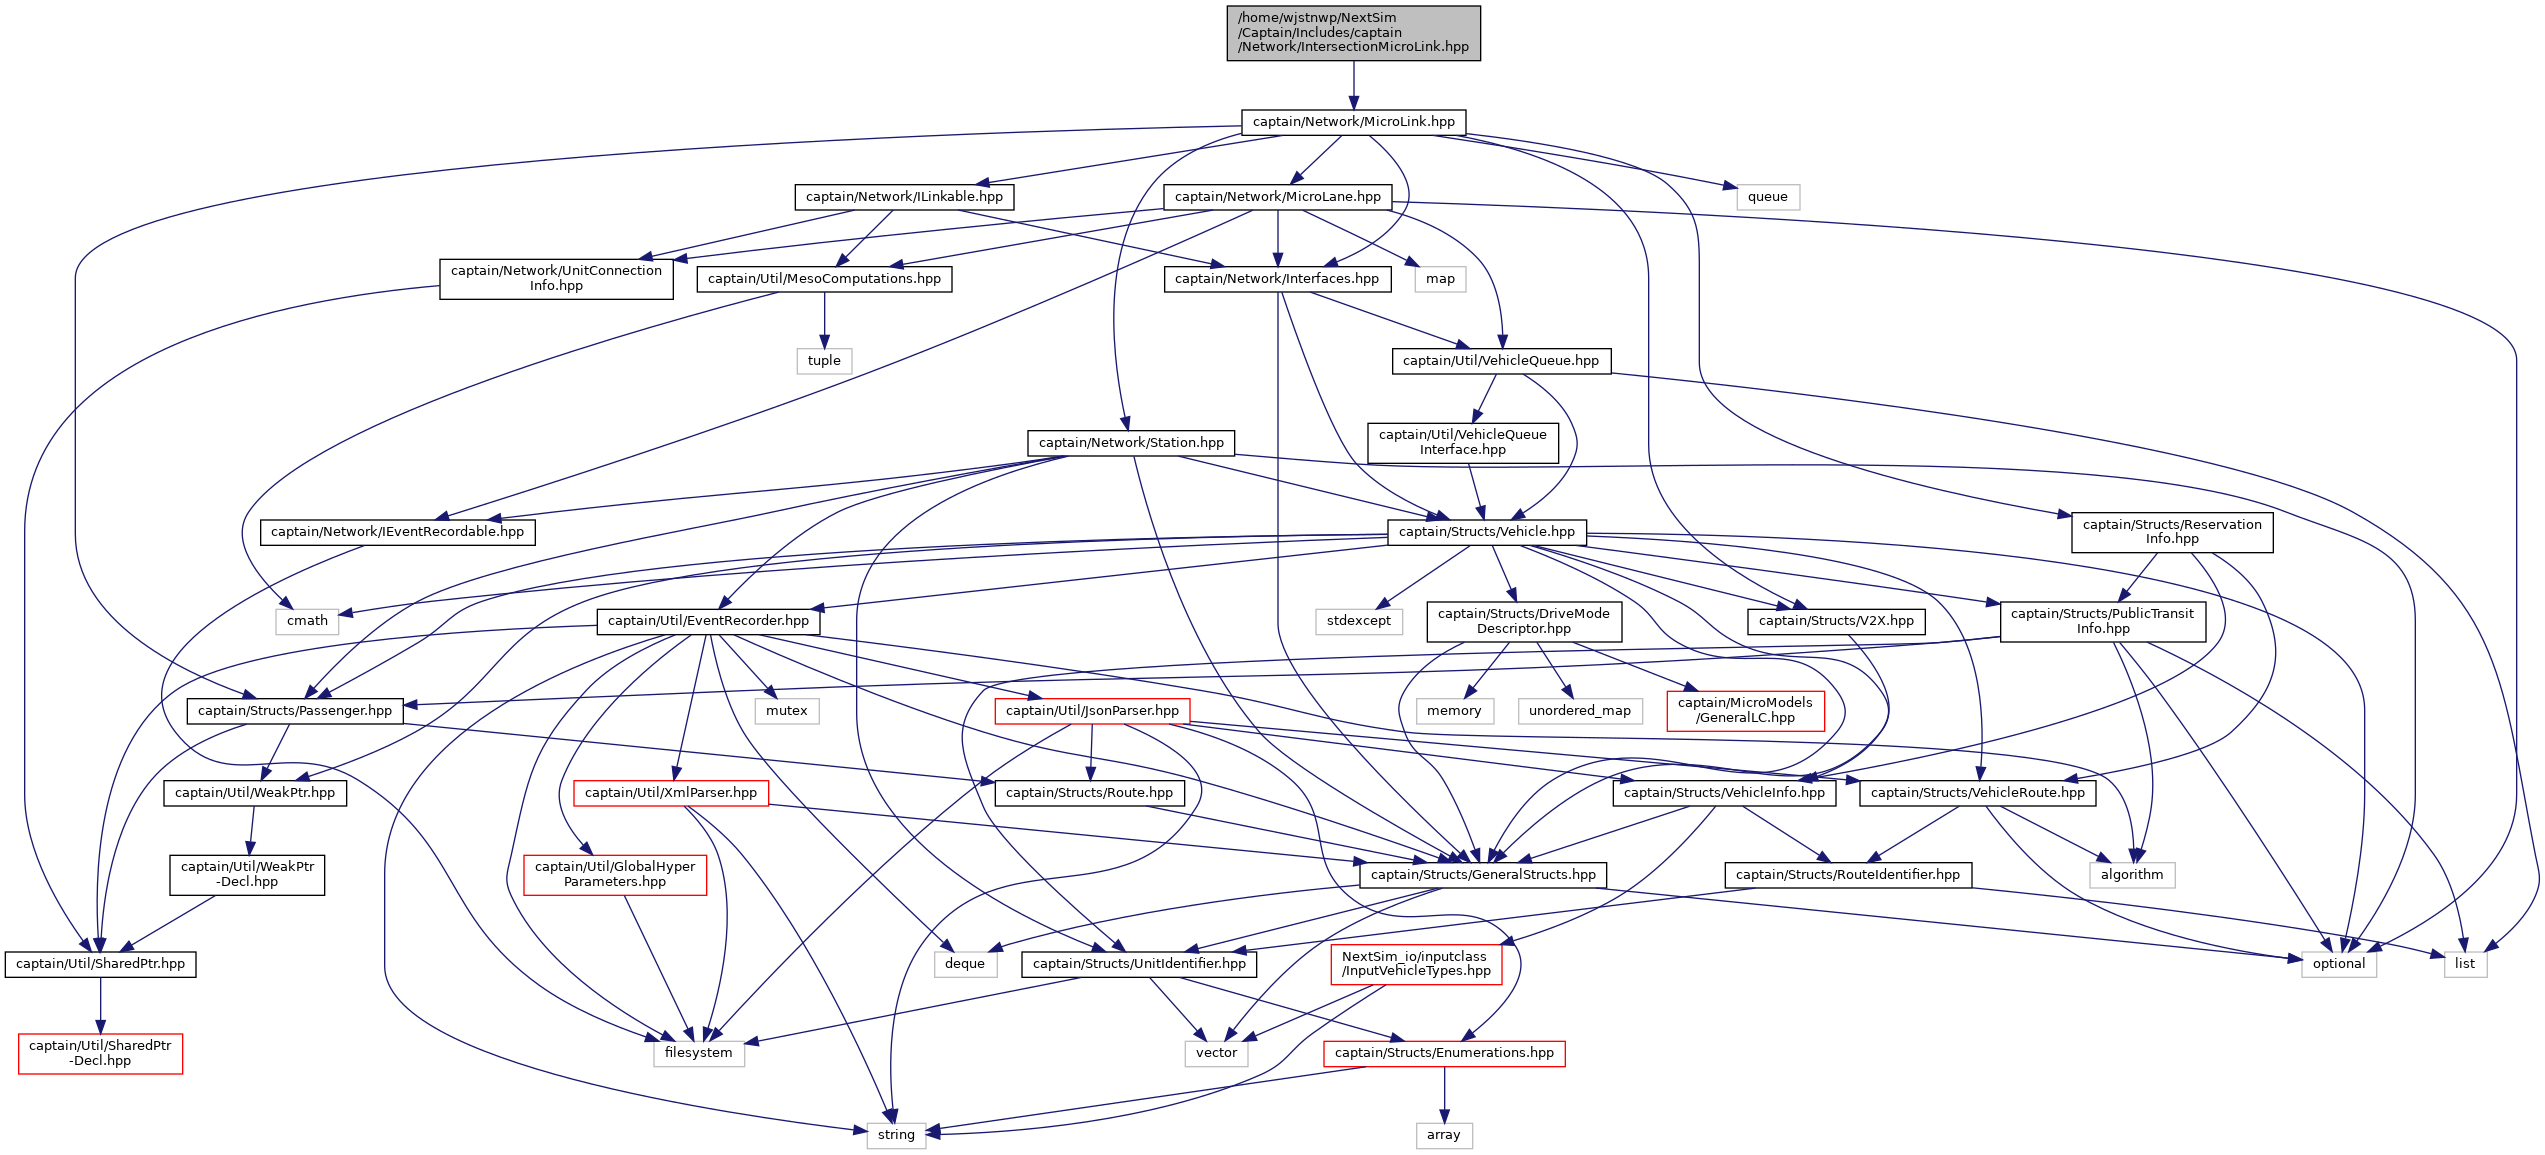 /home/wjstnwp/NextSim
/Captain/Includes/captain
/Network/IntersectionMicroLink.hpp
captain/Network/MicroLink.hpp
captain/Network/ILinkable.hpp
captain/Network/MicroLane.hpp
queue
captain/Network/UnitConnection
Info.hpp
captain/Util/MesoComputations.hpp
captain/Network/Interfaces.hpp
map
tuple
captain/Util/VehicleQueue.hpp
captain/Network/Station.hpp
captain/Util/VehicleQueue
Interface.hpp
captain/Network/IEventRecordable.hpp
captain/Structs/Vehicle.hpp
captain/Structs/Reservation
Info.hpp
cmath
captain/Util/EventRecorder.hpp
stdexcept
captain/Structs/DriveMode
Descriptor.hpp
captain/Structs/V2X.hpp
captain/Structs/PublicTransit
Info.hpp
captain/Structs/Passenger.hpp
mutex
captain/Util/JsonParser.hpp
memory
unordered_map
captain/MicroModels
/GeneralLC.hpp
captain/Util/WeakPtr.hpp
captain/Util/XmlParser.hpp
captain/Structs/Route.hpp
captain/Structs/VehicleInfo.hpp
captain/Structs/VehicleRoute.hpp
captain/Util/WeakPtr
-Decl.hpp
captain/Util/GlobalHyper
Parameters.hpp
captain/Structs/GeneralStructs.hpp
captain/Structs/RouteIdentifier.hpp
algorithm
captain/Util/SharedPtr.hpp
deque
captain/Structs/UnitIdentifier.hpp
NextSim_io/inputclass
/InputVehicleTypes.hpp
optional
list
captain/Util/SharedPtr
-Decl.hpp
filesystem
vector
captain/Structs/Enumerations.hpp
string
array